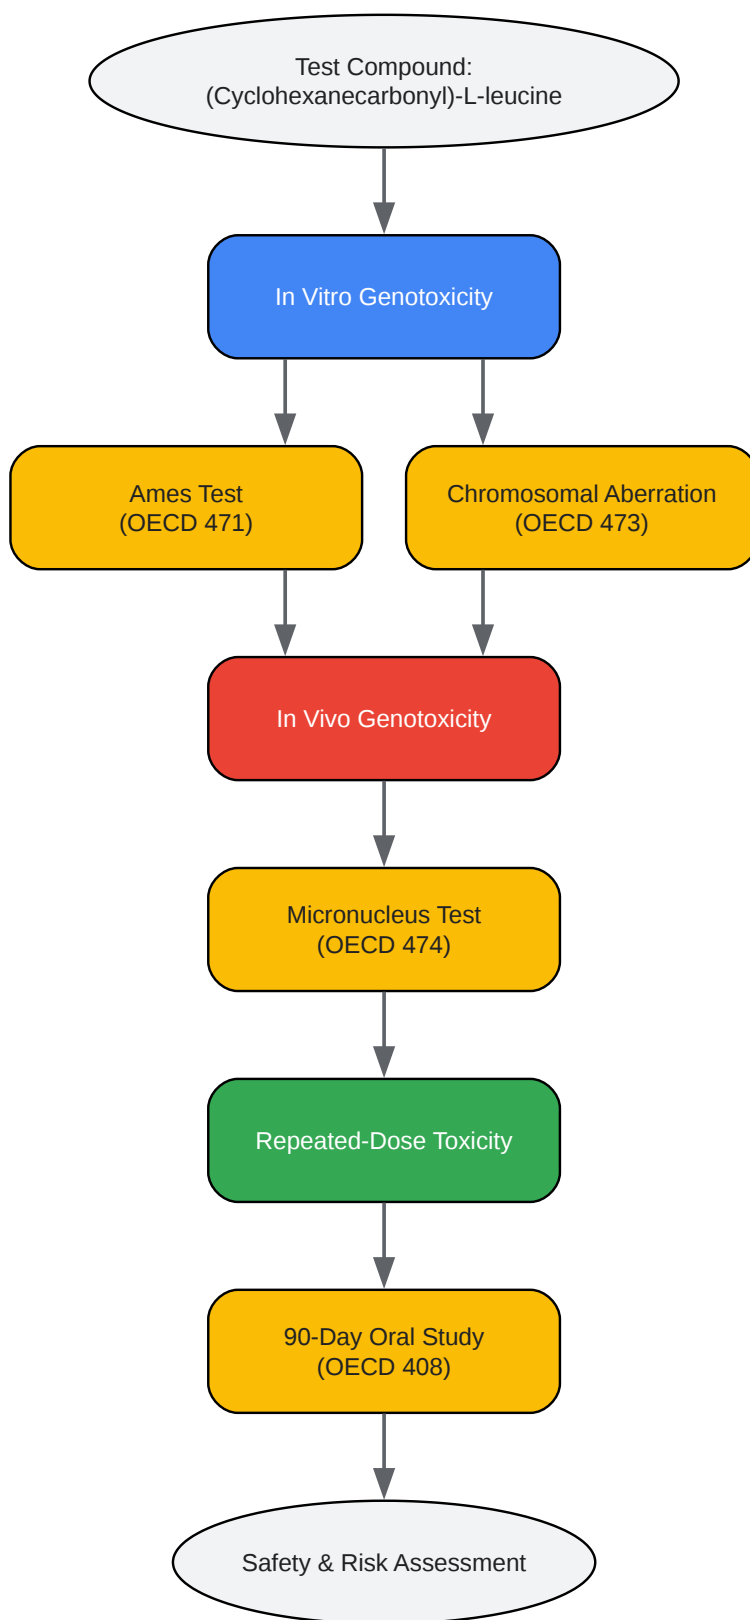 Test Compound:
(Cyclohexanecarbonyl)-L-leucine
In Vitro Genotoxicity
Ames Test
(OECD 471)
Chromosomal Aberration
(OECD 473)
In Vivo Genotoxicity
Micronucleus Test
(OECD 474)
Repeated-Dose Toxicity
90-Day Oral Study
(OECD 408)
Safety & Risk Assessment